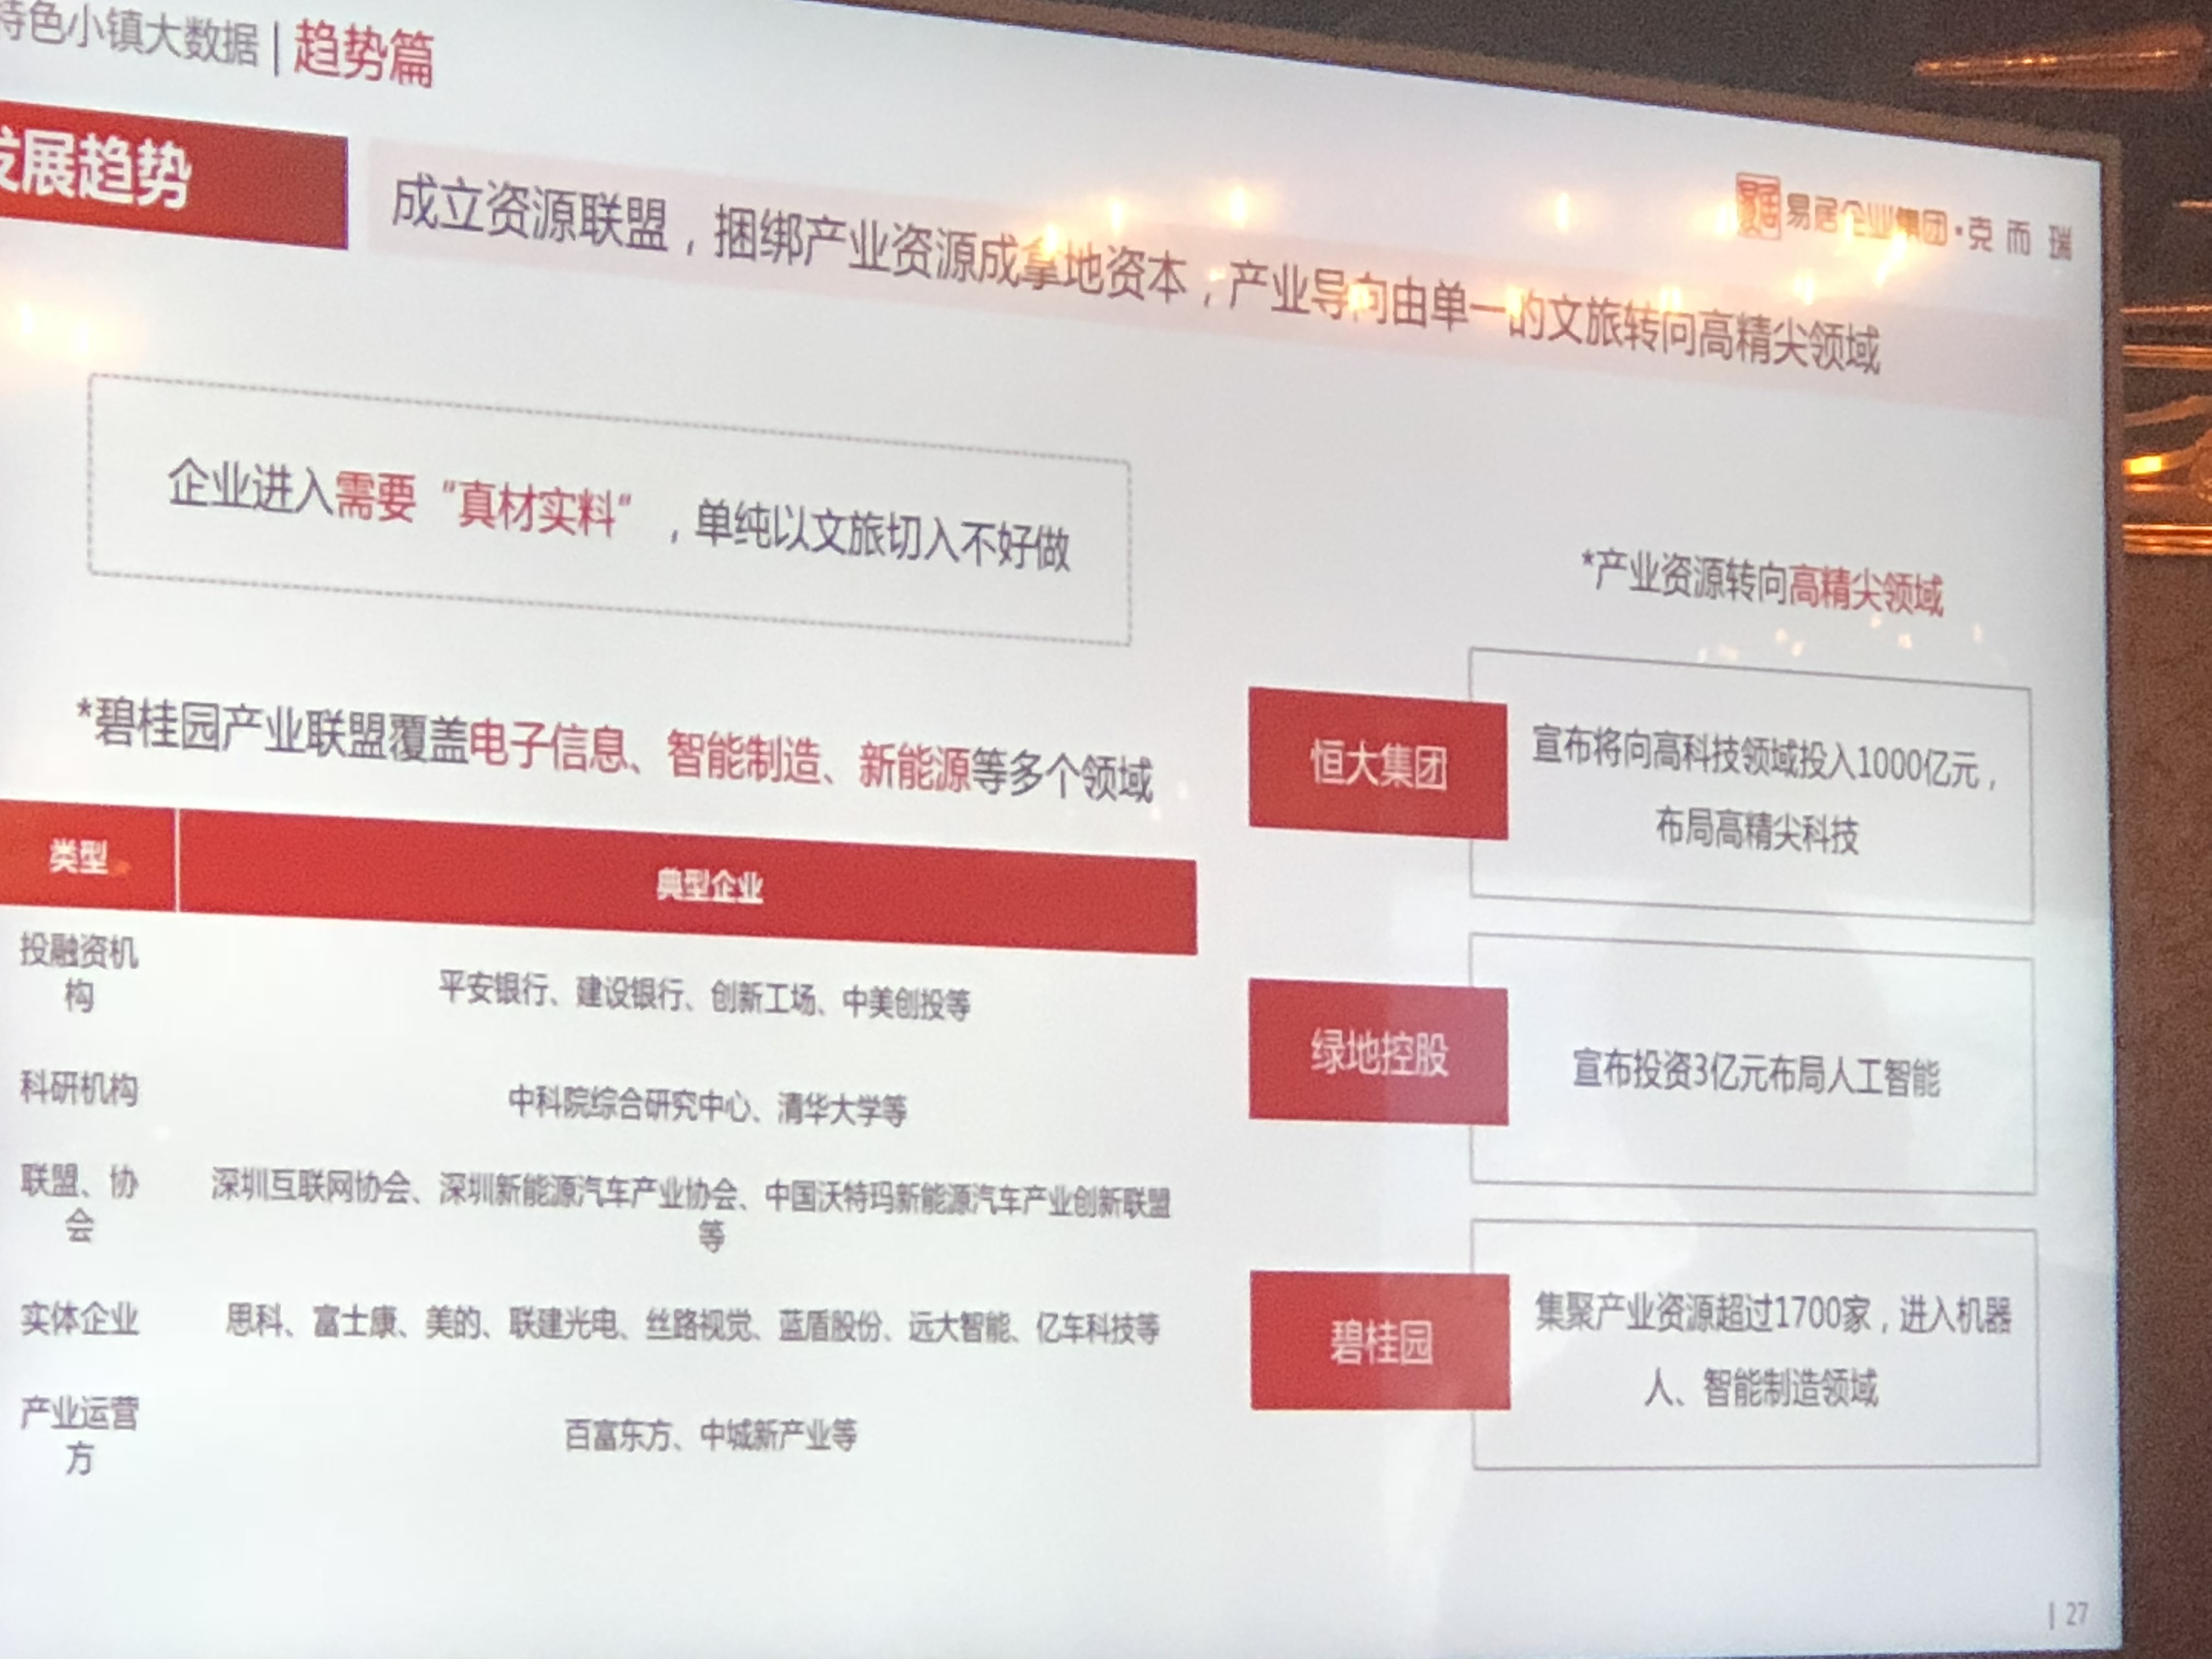 特色小镇大数据 | 趋势篇
发展趋势
成立资源联盟，捆绑产业资源成拿地资本，产业导向由单一的文旅转向高精尖领域
易居企业集团·克而瑞
企业进入需要“真材实料”，单纯以文旅切入不好做
*碧桂园产业联盟覆盖电子信息、智能制造、新能源等多个领域
类型 典型企业
投融资机
构
平安银行、建设银行、创新工场、中美创投等
科研机构 中科院综合研究中心、清华大学等
联盟、协
会
深圳互联网协会、深圳新能源汽车产业协会、中国沃特玛新能源汽车产业创新联盟
等
实体企业 思科、富士康、美的、联建光电、丝路视觉、蓝盾股份、远大智能、亿车科技等
产业运营
方
百富东方、中城新产业等
*产业资源转向高精尖领域
恒大集团
宣布将向高科技领域投入1000亿元，
布局高精尖科技
绿地控股
宣布投资3亿元布局人工智能
碧桂园
集聚产业资源超过1700家，进入机器
人、智能制造领域
| 27